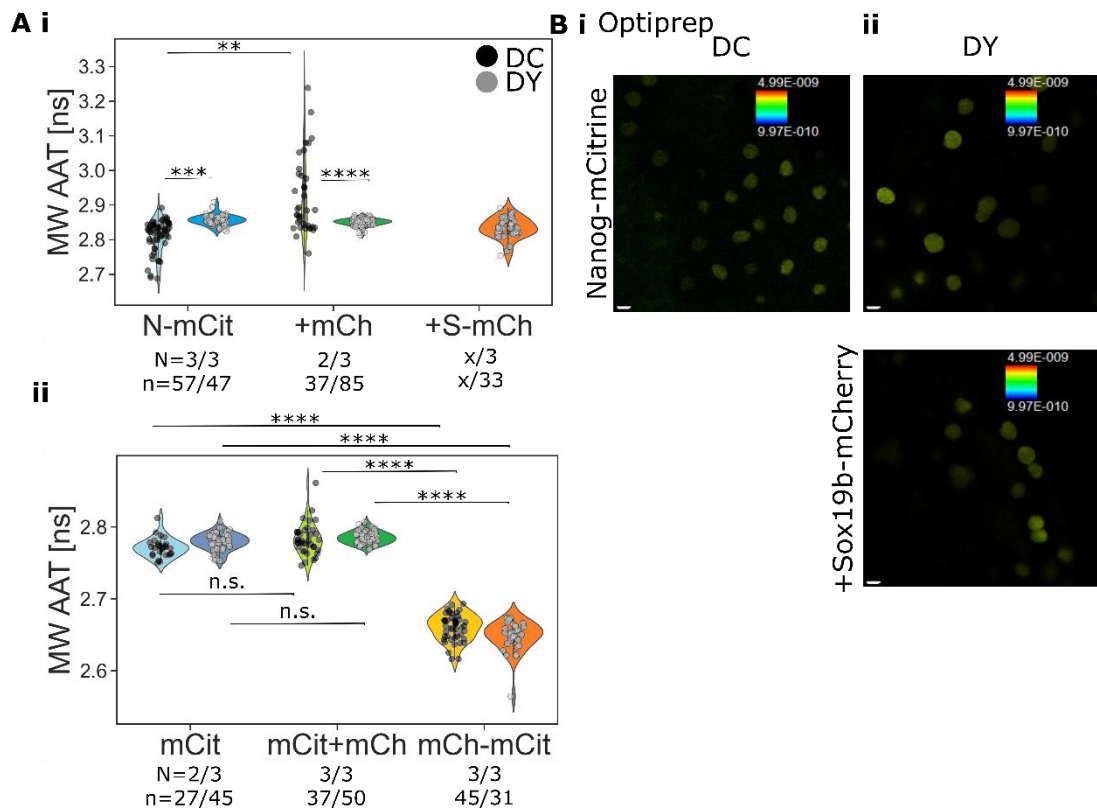 A i
**
DC
DY
***
****
MW AAT [ns]
3.3
3.2
3.1
3.0
2.9
2.8
2.7
N-mCit +mCh +S-mCh
N=3/3 2/3 x/3
n=57/47 37/85 x/33
ii
****
****
****
****
n.s.
n.s.
MW AAT [ns]
2.8
2.7
2.6
mCit mCit+mCh mCh-mCit
N=2/3 3/3 3/3
n=27/45 37/50 45/31
B i Optiprep ii
DC DY
Nanog-mCitrine
4.99E-009
9.97E-010
4.99E-009
9.97E-010
+Sox19b-mCherry
4.99E-009
9.97E-010